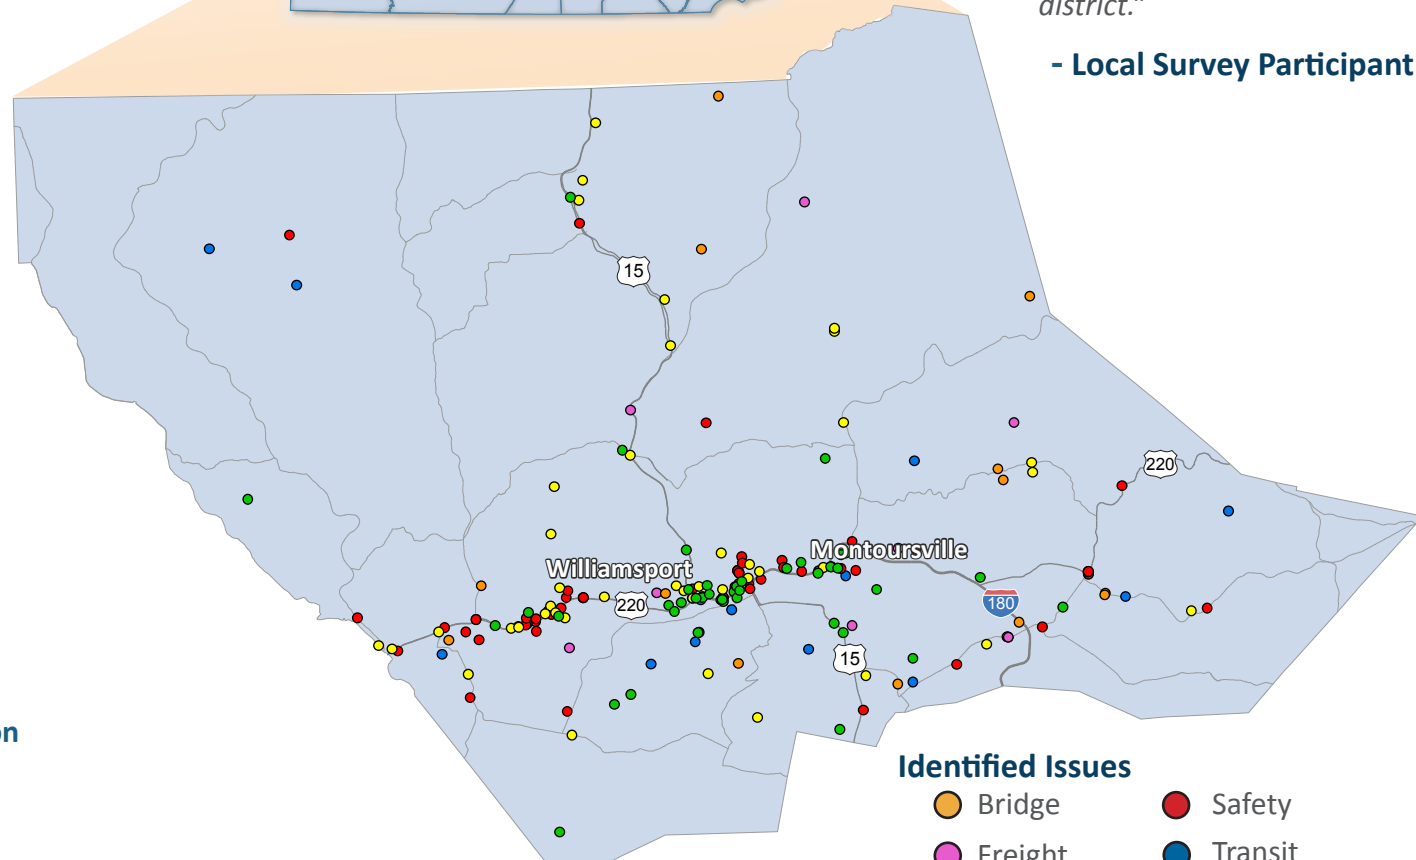 district."
- Local Survey Participant
15
220
Montoursville
Williamsport
220
180
15
on
Identified Issues
Bridge
Safety
Freight
Transit